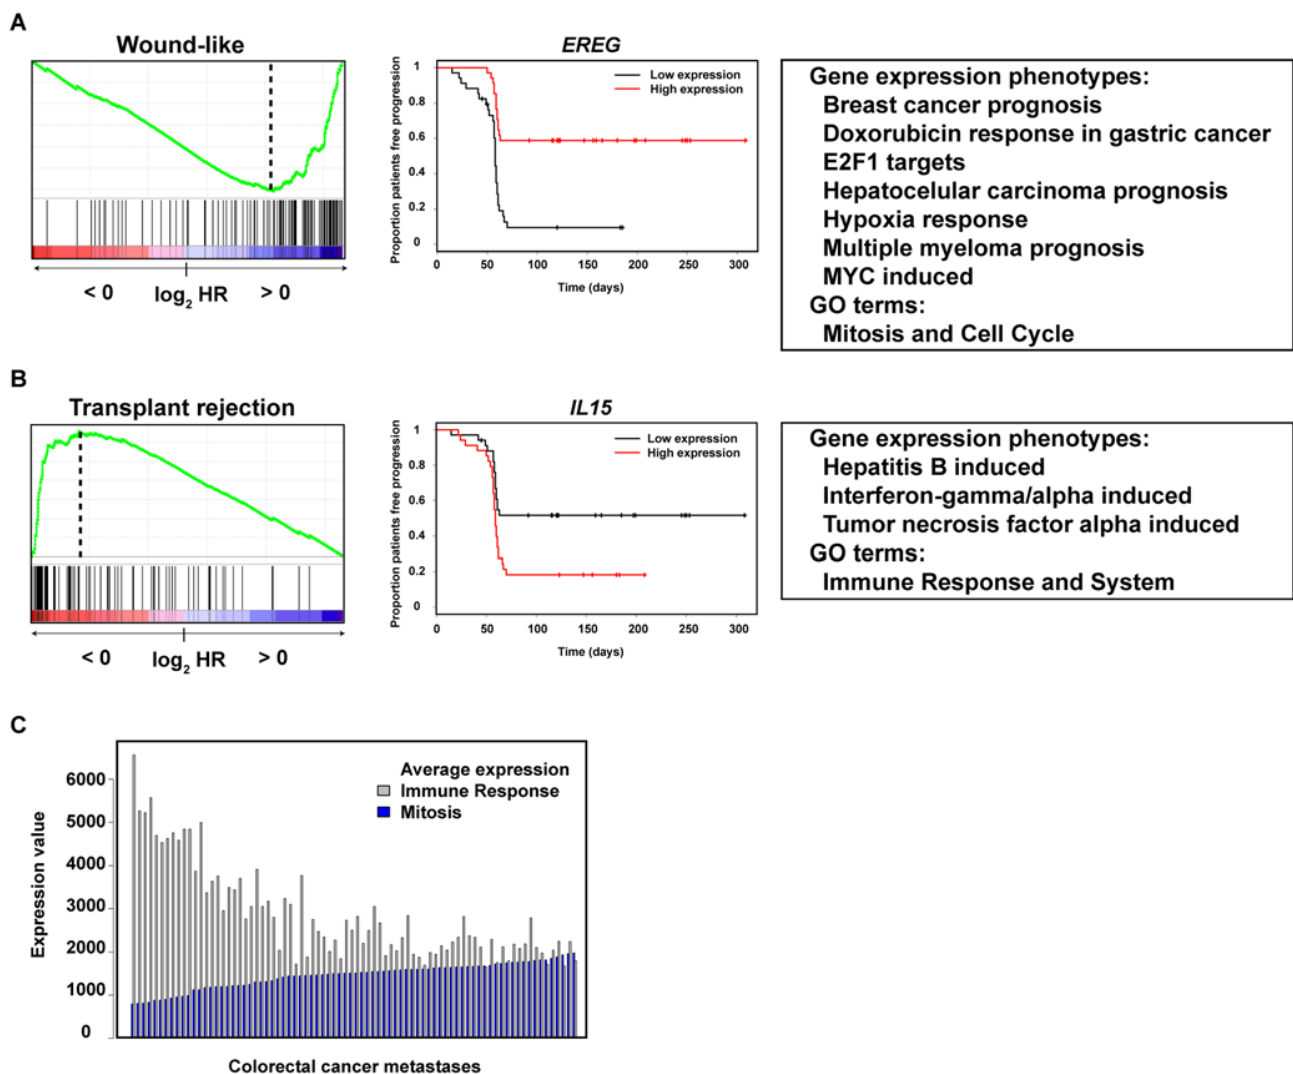 A
Wound-like
< 0 log2 HR > 0
EREG
Low expression
High expression
Proportion patients free progression
1
0.8
0.6
0.4
0.2
0
0 50 100 150 200 250 300
Time (days)
Gene expression phenotypes:
Breast cancer prognosis
Doxorubicin response in gastric cancer
E2F1 targets
Hepatocelular carcinoma prognosis
Hypoxia response
Multiple myeloma prognosis
MYC induced
GO terms:
Mitosis and Cell Cycle
B
Transplant rejection
< 0 log2 HR > 0
IL15
Low expression
High expression
Proportion patients free progression
1
0.8
0.6
0.4
0.2
0
0 50 100 150 200 250 300
Time (days)
Gene expression phenotypes:
Hepatitis B induced
Interferon-gamma/alpha induced
Tumor necrosis factor alpha induced
GO terms:
Immune Response and System
C
Average expression
Immune Response
Mitosis
Expression value
6000
5000
4000
3000
2000
1000
0
Colorectal cancer metastases